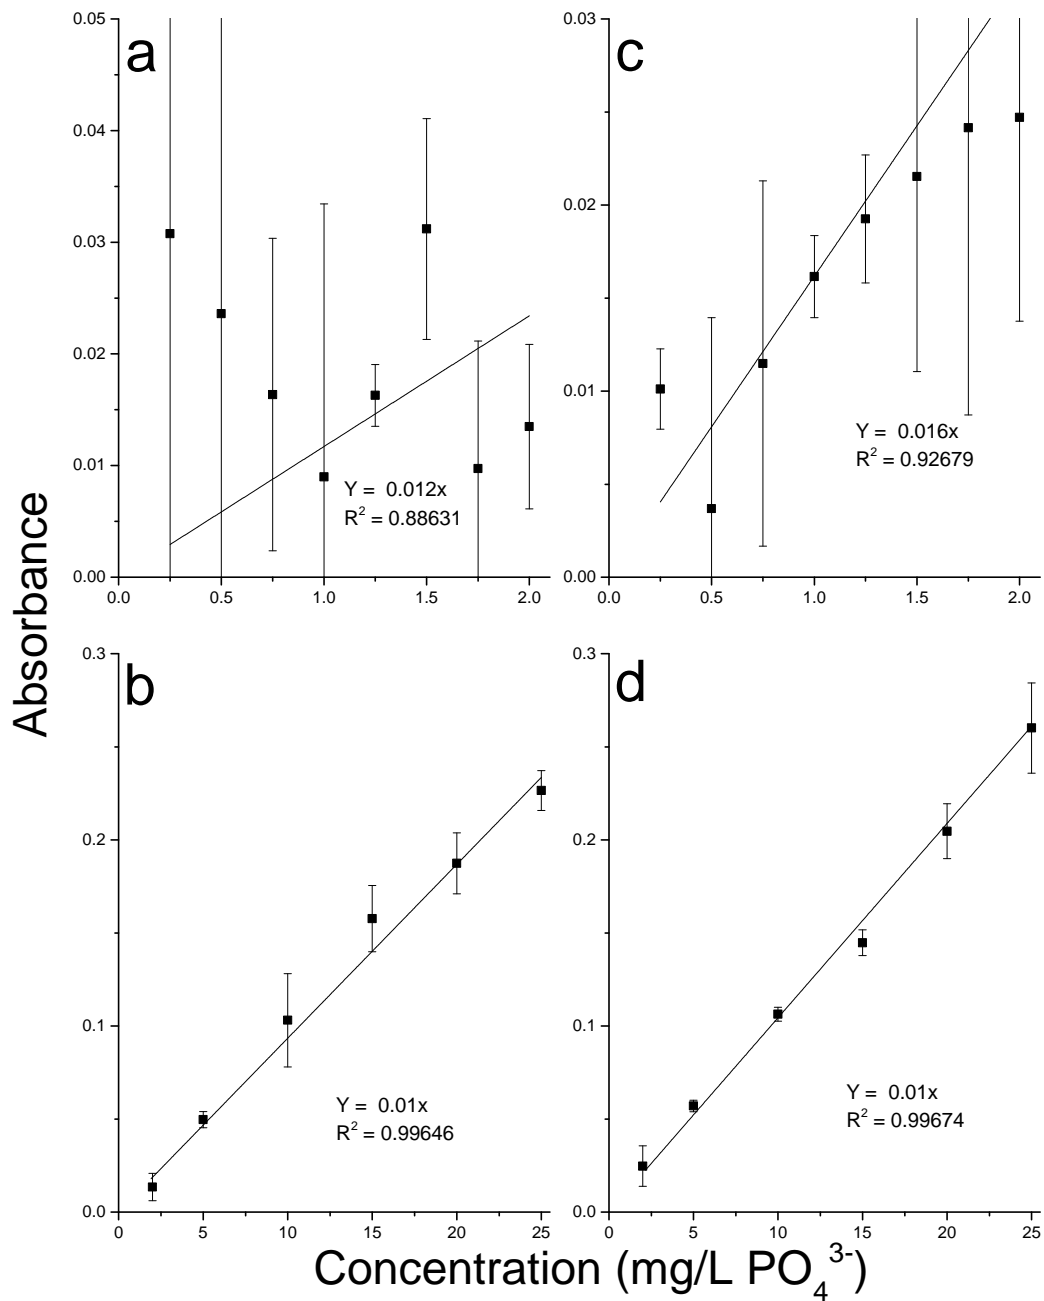 a
0.05
0.04
0.03
0.02
0.01
0.00
0.0 0.5 1.0 1.5 2.0
Y = 0.012x
R² = 0.88631
c
0.03
0.02
0.01
0.00
0.0 0.5 1.0 1.5 2.0
Y = 0.016x
R² = 0.92679
Absorbance
b
0.3
0.2
0.1
0.0
0 5 10 15 20 25
Y = 0.01x
R² = 0.99646
d
0.3
0.2
0.1
0.0
0 5 10 15 20 25
Y = 0.01x
R² = 0.99674
Concentration (mg/L PO₄³⁻)